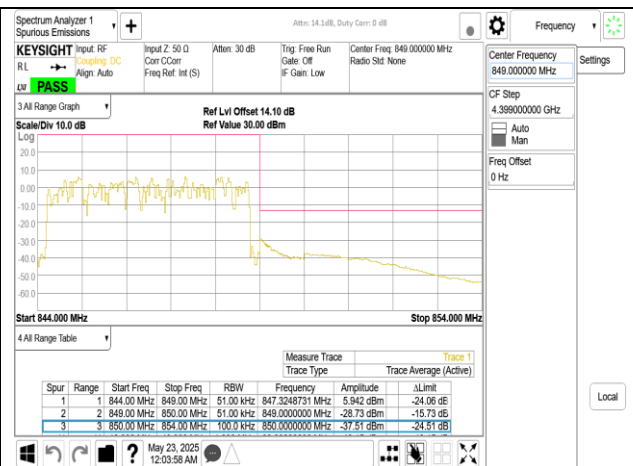 Spectrum Analyzer 1
Spurious Emissions
Attn: 14.1dB, Duty Carr: 0 dB
Frequency
KEYSIGHT
Input: RF
Coupling: DC
Align: Auto
Input Z: 50 Ω
Corr CCorr
Freq Ref: Int (S)
Atten: 30 dB
Trig: Free Run
Gate: Off
IF Gain: Low
Center Freq: 849.000000 MHz
Radio Std: None
RL
LXI
PASS
Center Frequency
849.000000 MHz
Settings
CF Step
4.399000000 GHz
Auto
Man
Freq Offset
0 Hz
3 All Range Graph
Scale/Div 10.0 dB
Ref Lvl Offset 14.10 dB
Ref Value 30.00 dBm
Log
20.0
10.0
0.00
-10.0
-20.0
-30.0
-40.0
-50.0
-60.0
Start 844.000 MHz
Stop 854.000 MHz
4 All Range Table
Measure Trace Trace 1
Trace Type Trace Average (Active)
Spur Range Start Freq Stop Freq RBW Frequency Amplitude ΔLimit
1 1 844.00 MHz 849.00 MHz 51.00 kHz 847.3248731 MHz 5.942 dBm -24.06 dB
2 2 849.00 MHz 850.00 MHz 51.00 kHz 849.0000000 MHz -28.73 dBm -15.73 dB
3 3 850.00 MHz 854.00 MHz 100.0 kHz 850.0000000 MHz -37.51 dBm -24.51 dB
Local
May 23, 2025
12:03:58 AM